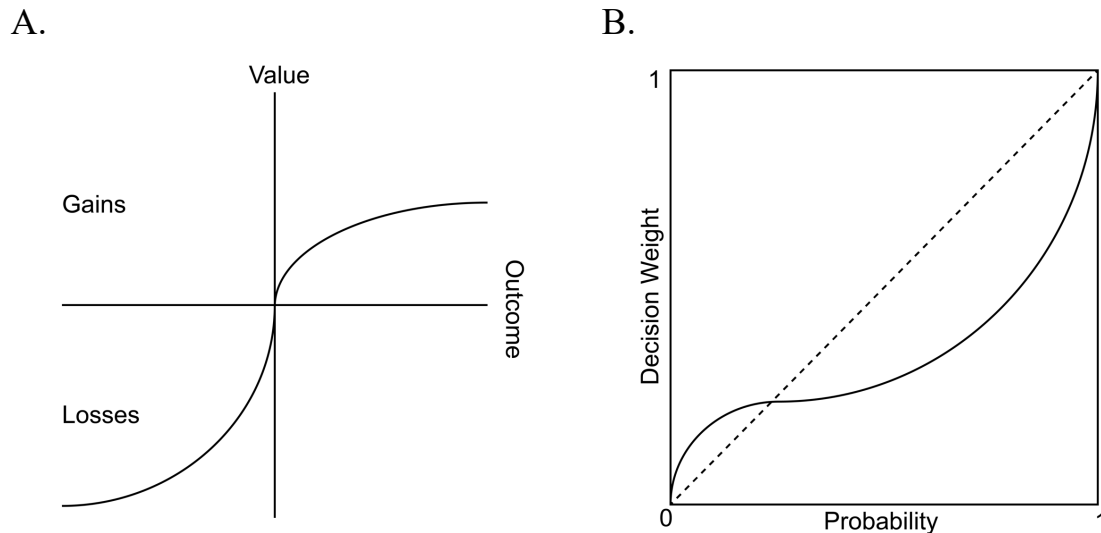 A.
Value
Gains
Outcome
Losses
B.
1
Decision Weight
0
Probability